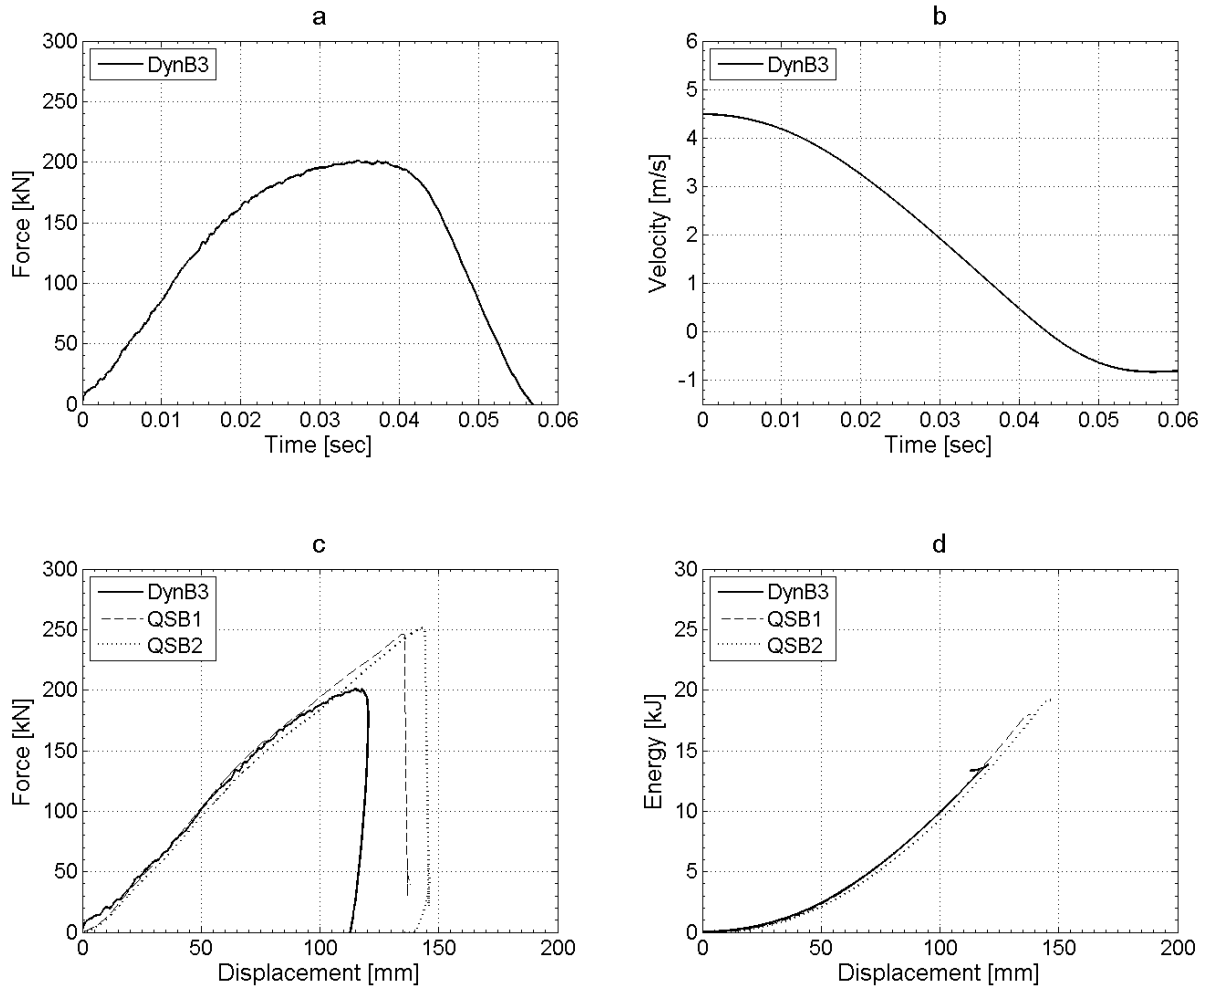 a
300
250
200
150
100
50
0
Force [kN]
DynB3
0 0.01 0.02 0.03 0.04 0.05 0.06
Time [sec]
b
6
5
4
3
2
1
0
-1
Velocity [m/s]
DynB3
0 0.01 0.02 0.03 0.04 0.05 0.06
Time [sec]
c
300
250
200
150
100
50
0
Force [kN]
DynB3
QSB1
QSB2
0 50 100 150 200
Displacement [mm]
d
30
25
20
15
10
5
0
Energy [kJ]
DynB3
QSB1
QSB2
0 50 100 150 200
Displacement [mm]